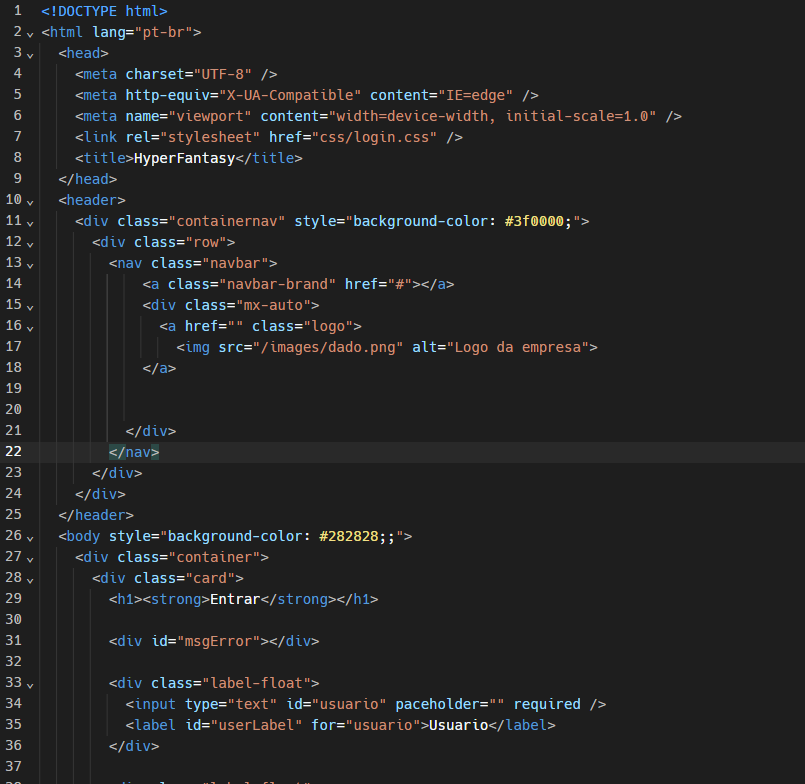 1 <!DOCTYPE html>
2 <html lang="pt-br">
3   <head>
4     <meta charset="UTF-8" />
5     <meta http-equiv="X-UA-Compatible" content="IE=edge" />
6     <meta name="viewport" content="width=device-width, initial-scale=1.0" />
7     <link rel="stylesheet" href="css/login.css" />
8     <title>HyperFantasy</title>
9   </head>
10   <header>
11     <div class="containernav" style="background-color: #3f0000;">
12       <div class="row">
13         <nav class="navbar">
14             <a class="navbar-brand" href="#"></a>
15             <div class="mx-auto">
16               <a href="" class="logo">
17                 <img src="/images/dado.png" alt="Logo da empresa">
18             </a>
19
20
21           </div>
22         </nav>
23       </div>
24     </div>
25   </header>
26   <body style="background-color: #282828;;">
27     <div class="container">
28       <div class="card">
29         <h1><strong>Entrar</strong></h1>
30
31         <div id="msgError"></div>
32
33         <div class="label-float">
34           <input type="text" id="usuario" paceholder="" required />
35           <label id="userLabel" for="usuario">Usuario</label>
36         </div>
37